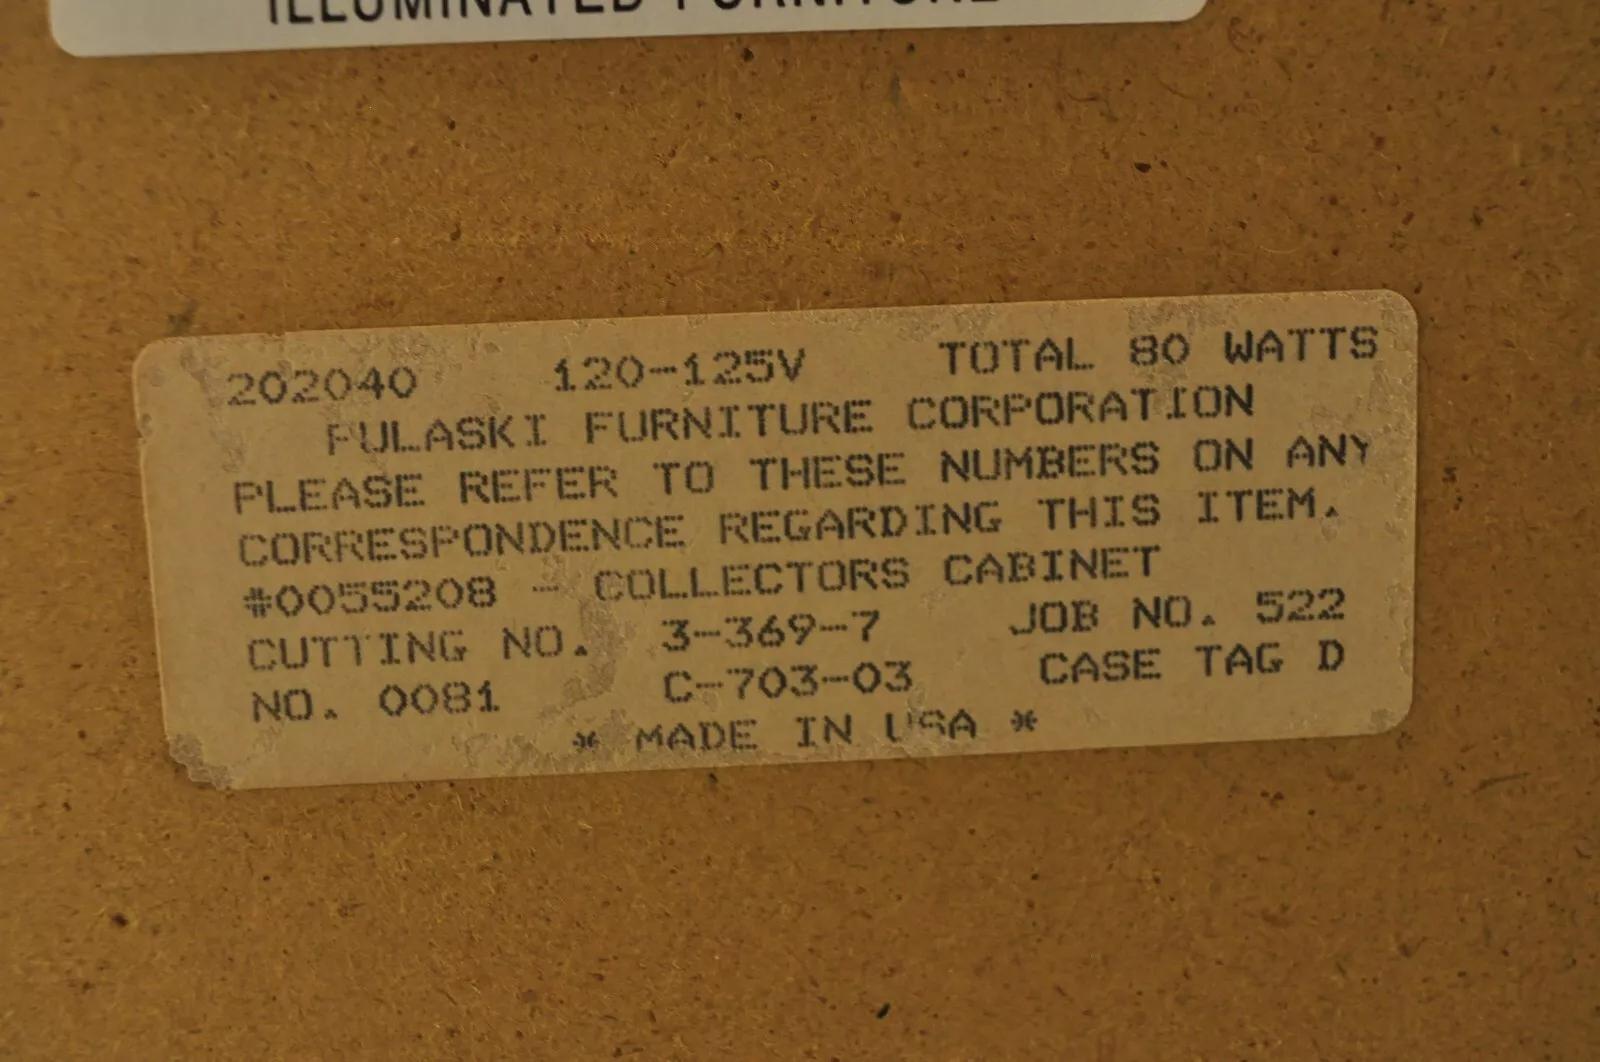 ILLUMINATED FURNITURE
202040 120-125V TOTAL 80 WATTS
PULASKI FURNITURE CORPORATION
PLEASE REFER TO THESE NUMBERS ON ANY
CORRESPONDENCE REGARDING THIS ITEM.
#0055208 - COLLECTORS CABINET
CUTTING NO. 3-369-7 JOB NO. 522
NO. 0081 C-703-03 CASE TAG D
* MADE IN USA *